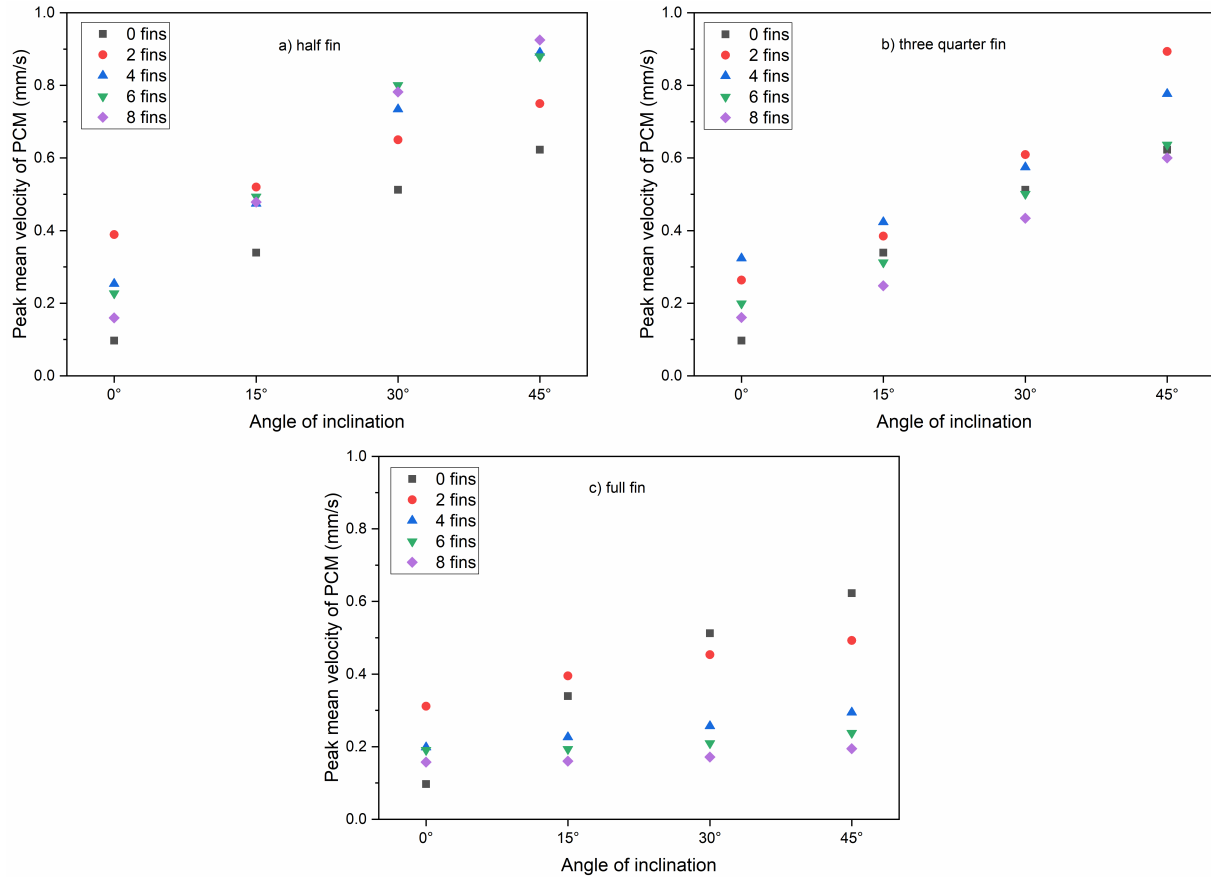 a) half fin
0 fins
2 fins
4 fins
6 fins
8 fins
1.0
0.8
0.6
0.4
0.2
0.0
Peak mean velocity of PCM (mm/s)
0°
15°
30°
45°
Angle of inclination
b) three quarter fin
0 fins
2 fins
4 fins
6 fins
8 fins
1.0
0.8
0.6
0.4
0.2
0.0
Peak mean velocity of PCM (mm/s)
0°
15°
30°
45°
Angle of inclination
c) full fin
0 fins
2 fins
4 fins
6 fins
8 fins
1.0
0.8
0.6
0.4
0.2
0.0
Peak mean velocity of PCM (mm/s)
0°
15°
30°
45°
Angle of inclination